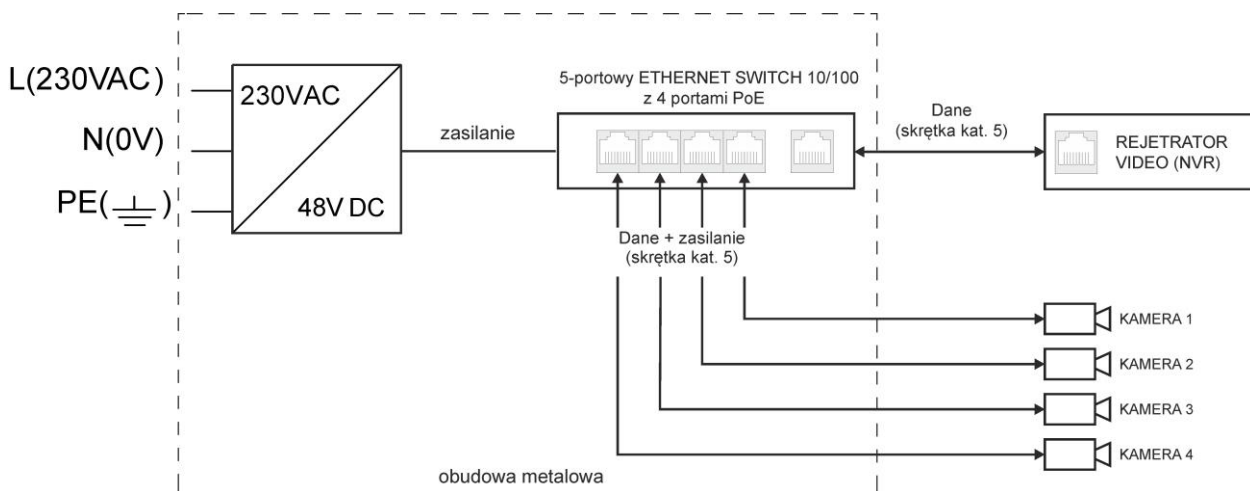 L(230VAC)
N(0V)
PE( )
230VAC
48V DC
zasilanie
5-portowy ETHERNET SWITCH 10/100
z 4 portami PoE
Dane
(skrętka kat. 5)
REJETRATOR
VIDEO (NVR)
Dane + zasilanie
(skrętka kat. 5)
KAMERA 1
KAMERA 2
KAMERA 3
KAMERA 4
obudowa metalowa